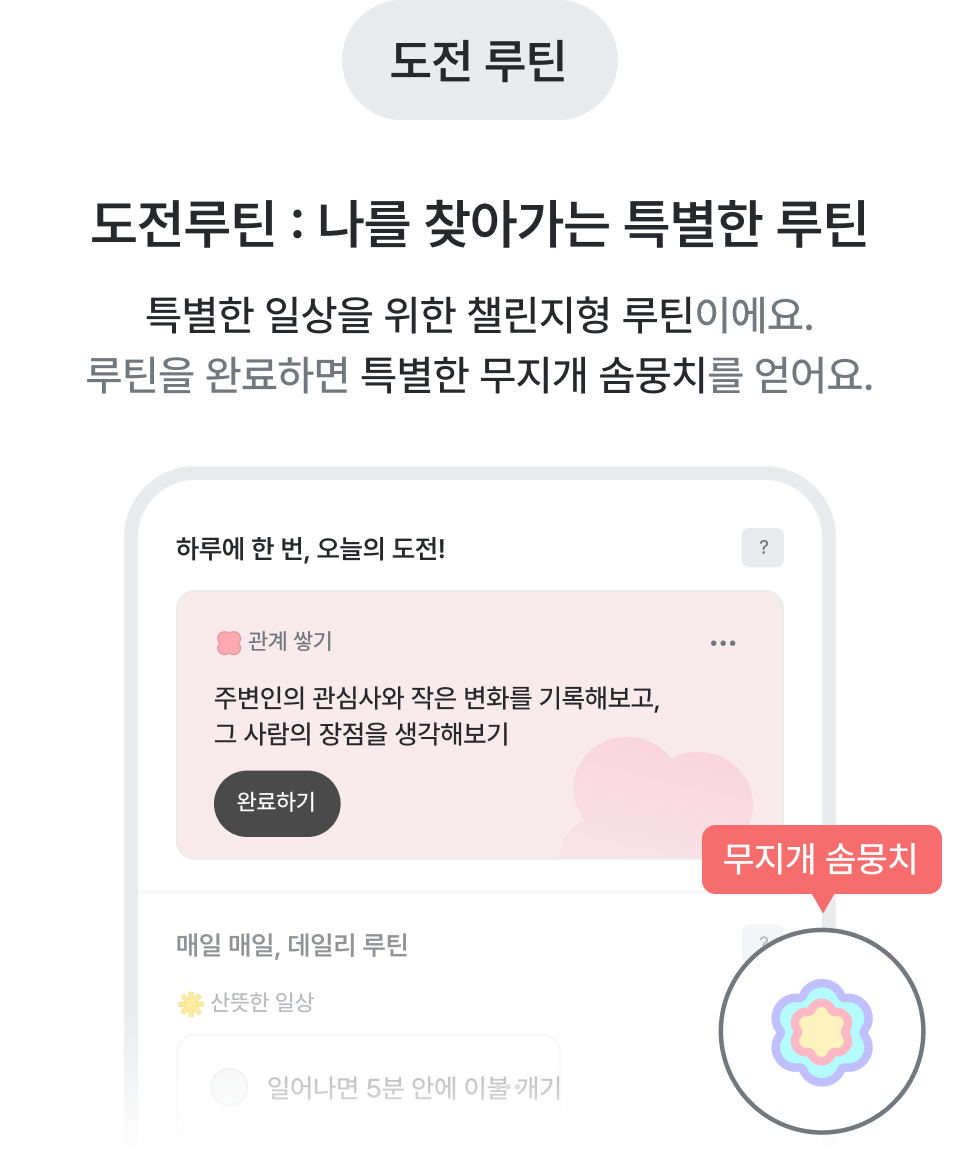 도전 루틴
도전루틴 : 나를 찾아가는 특별한 루틴
특별한 일상을 위한 챌린지형 루틴이에요.
루틴을 완료하면 특별한 무지개 솜뭉치를 얻어요.
하루에 한 번, 오늘의 도전!
?
관계 쌓기
주변인의 관심사와 작은 변화를 기록해보고,
그 사람의 장점을 생각해보기
완료하기
무지개 솜뭉치
매일 매일, 데일리 루틴
?
산뜻한 일상
일어나면 5분 안에 이불 개기